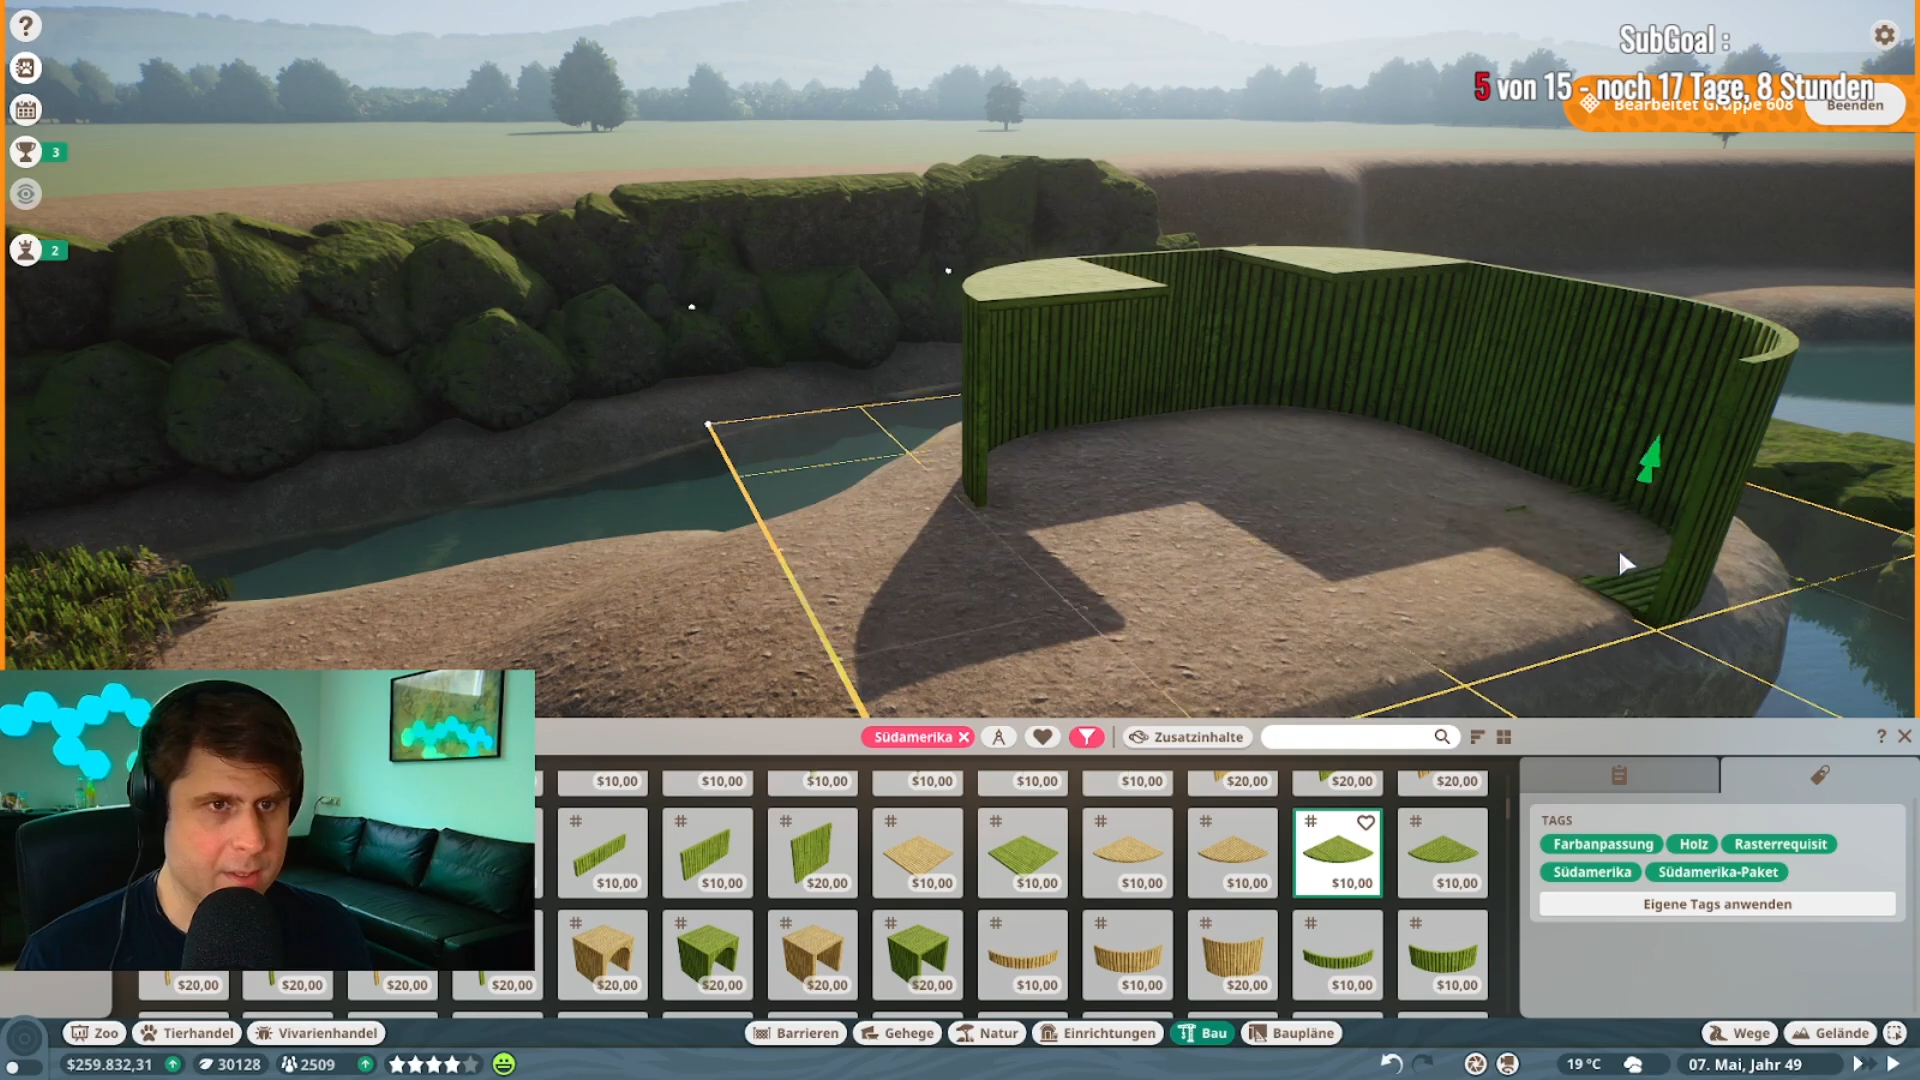 SubGoal :
5 von 15 - noch 17 Tage, 8 Stunden
Bearbeitet Gruppe 608
Beenden
?
3
2
Südamerika
Zusatzinhalte
?
$10,00 $10,00 $10,00 $10,00 $10,00 $10,00 $20,00 $20,00 $20,00
# # # # # # # # #
$10,00 $10,00 $20,00 $10,00 $10,00 $10,00 $10,00 $10,00 $10,00
# # # # # # # # #
$20,00 $20,00 $20,00 $20,00 $20,00 $20,00 $20,00 $20,00 $10,00 $10,00 $20,00 $10,00 $10,00
TAGS
Farbanpassung Holz Rasterrequisit
Südamerika Südamerika-Paket
Eigene Tags anwenden
Zoo Tierhandel Vivarienhandel Barrieren Gehege Natur Einrichtungen Bau Baupläne Wege Gelände
$259.832,31 30128 2509 19 °C 07. Mai, Jahr 49